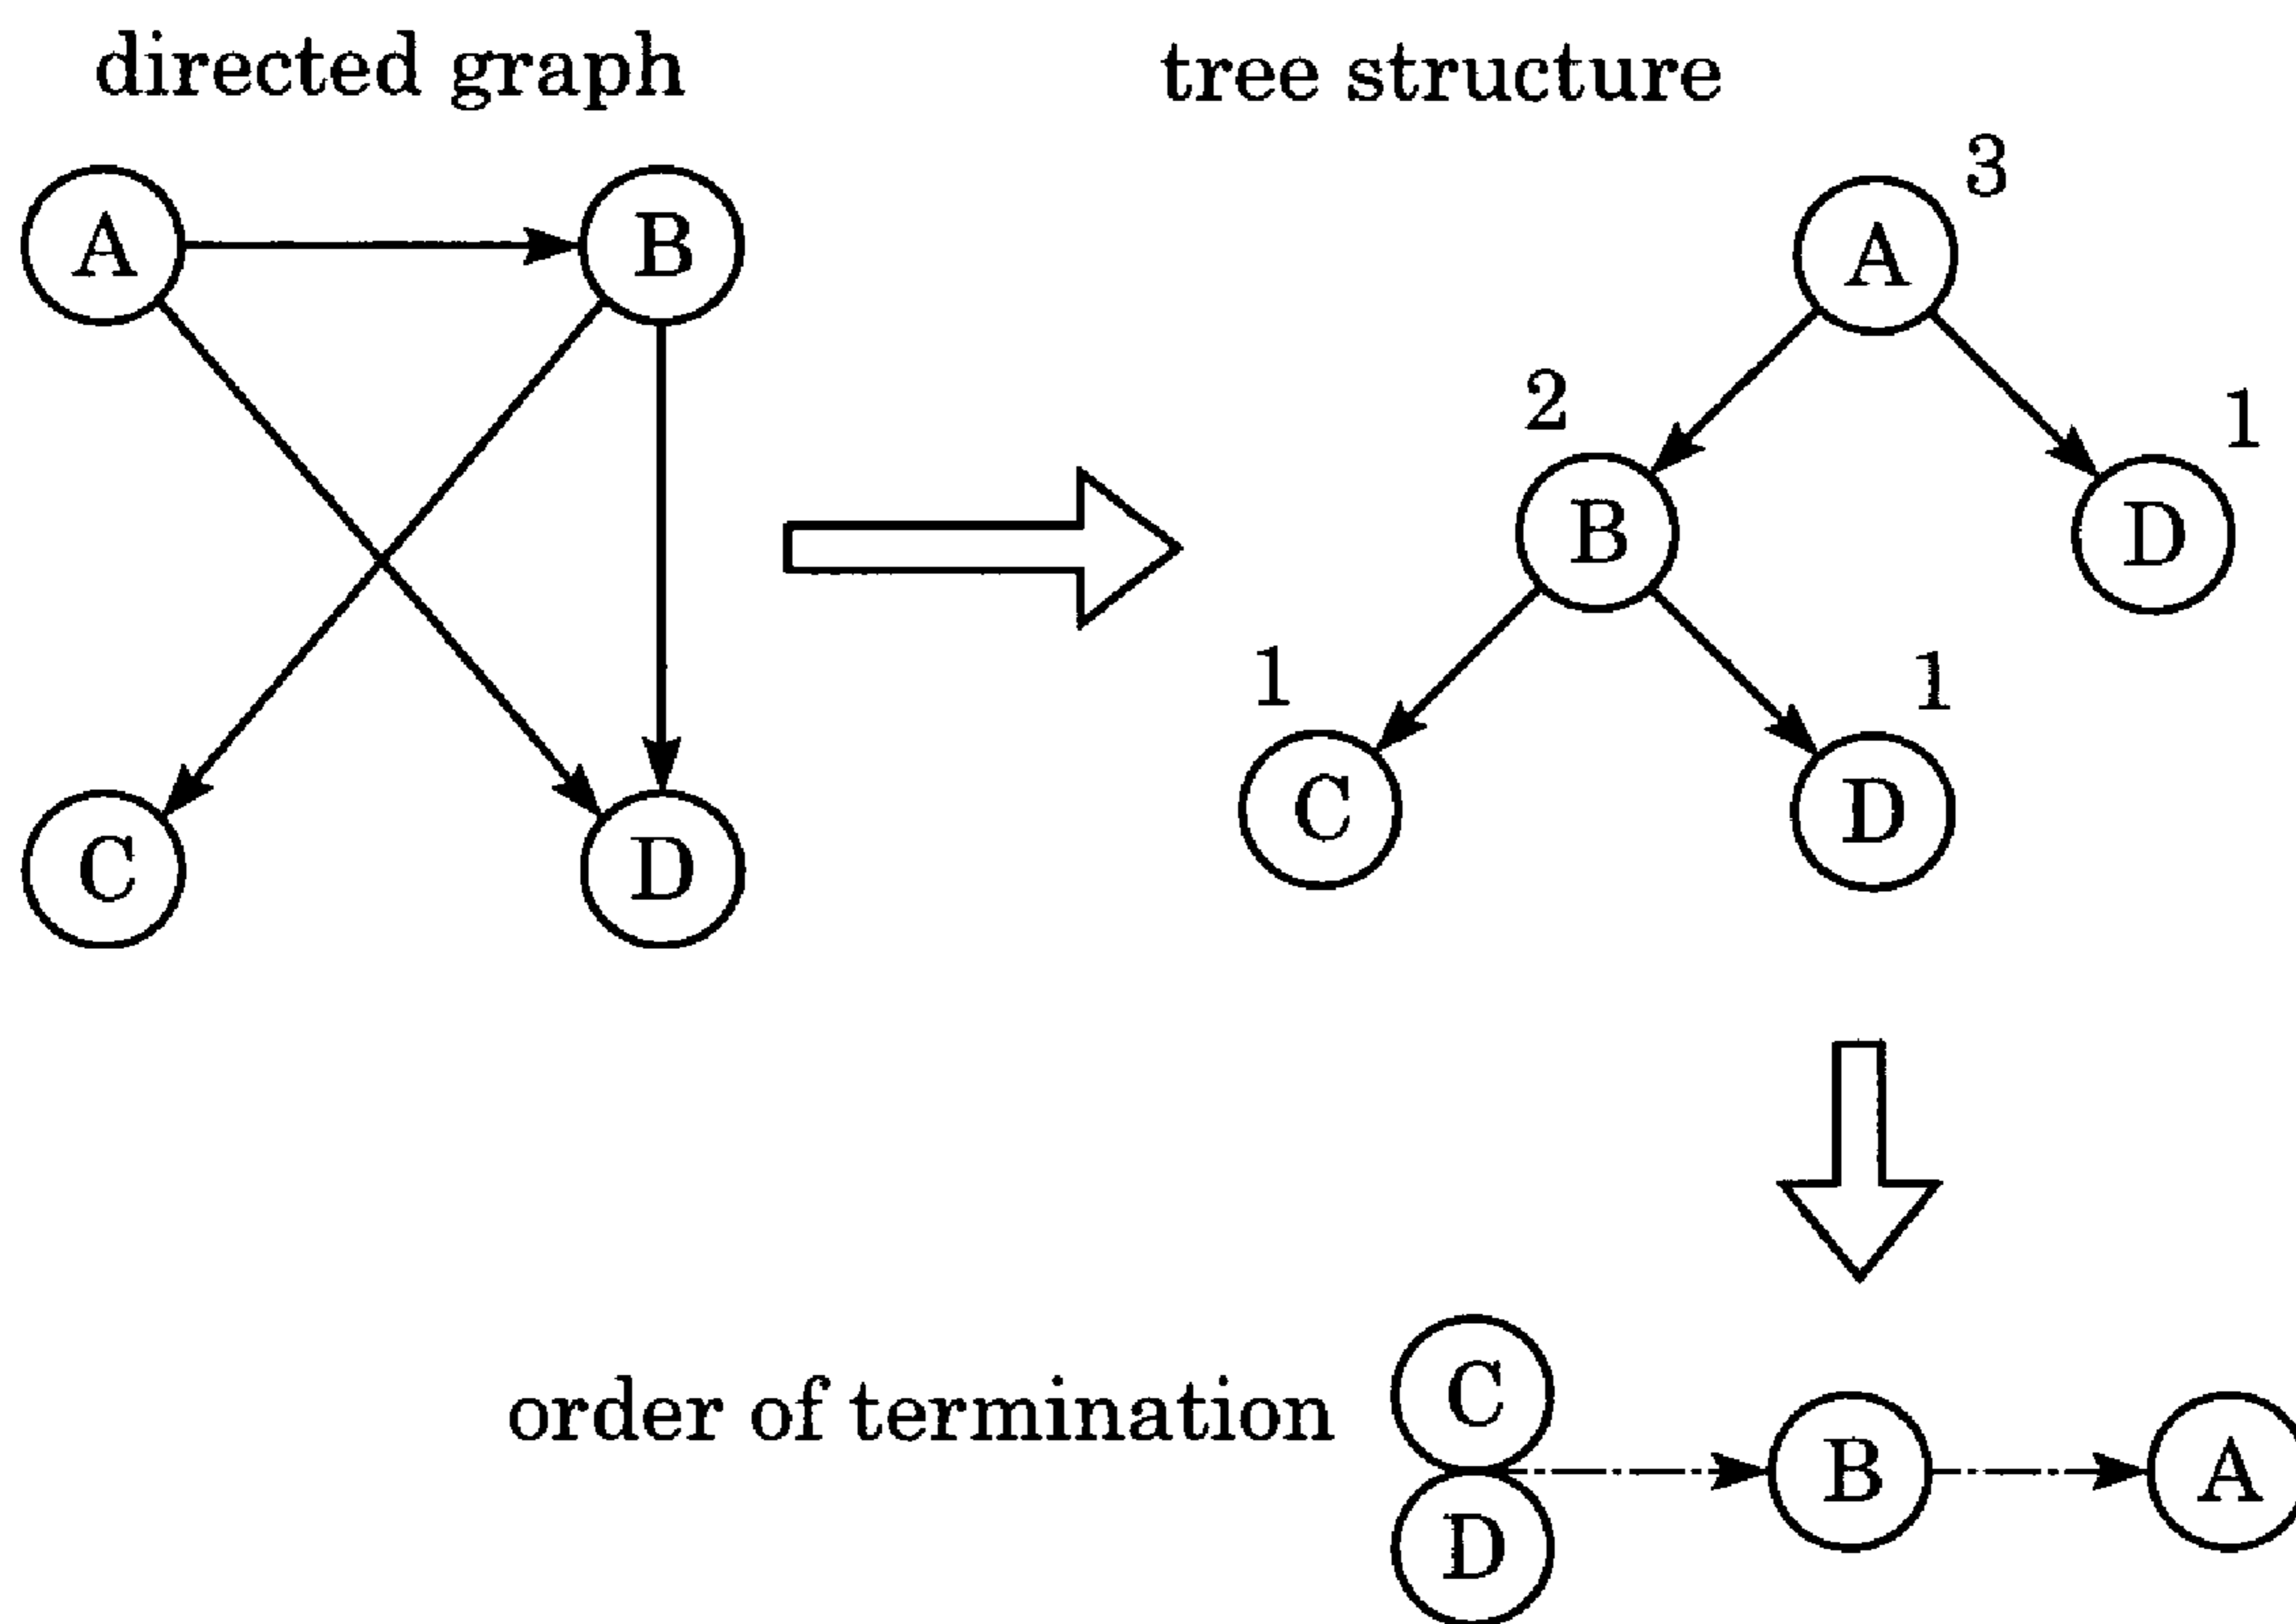 directed graph
tree structure
A
B
C
D
3
A
2
B
1
D
1
C
1
D
order of termination
C
D
B
A